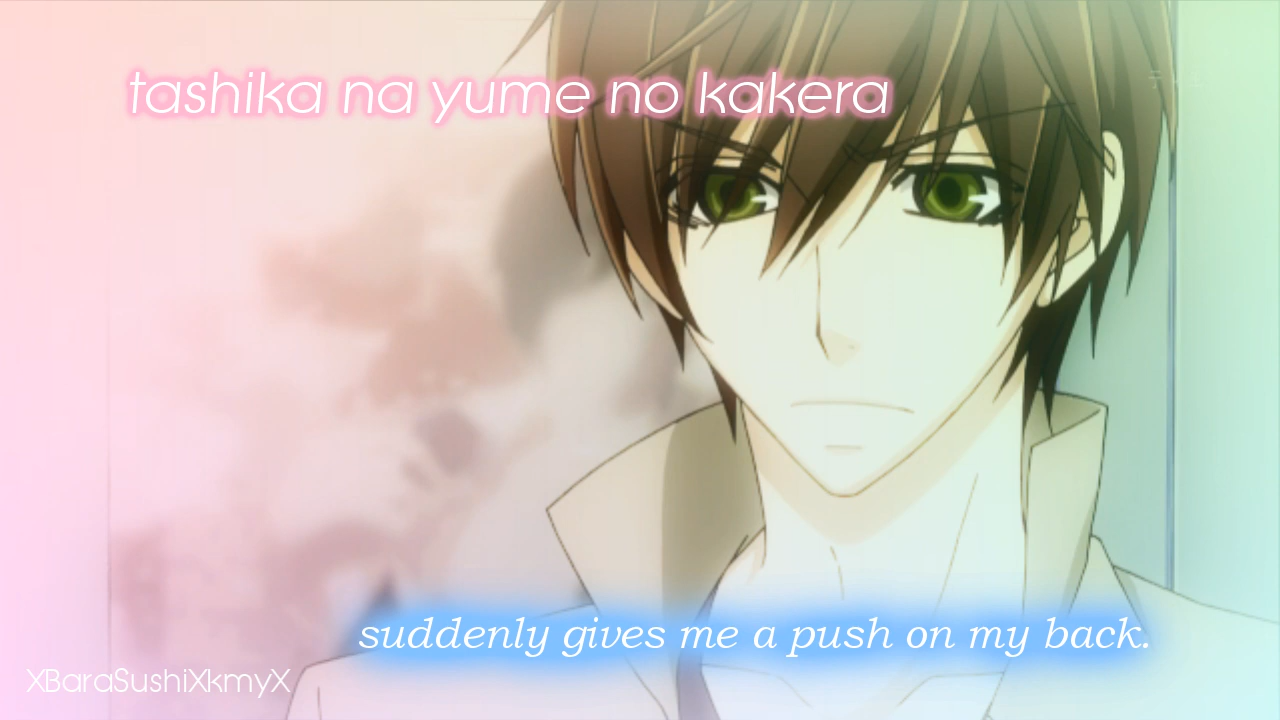 tashika na yume no kakera
suddenly gives me a push on my back.
XBaraSushiXkmyX